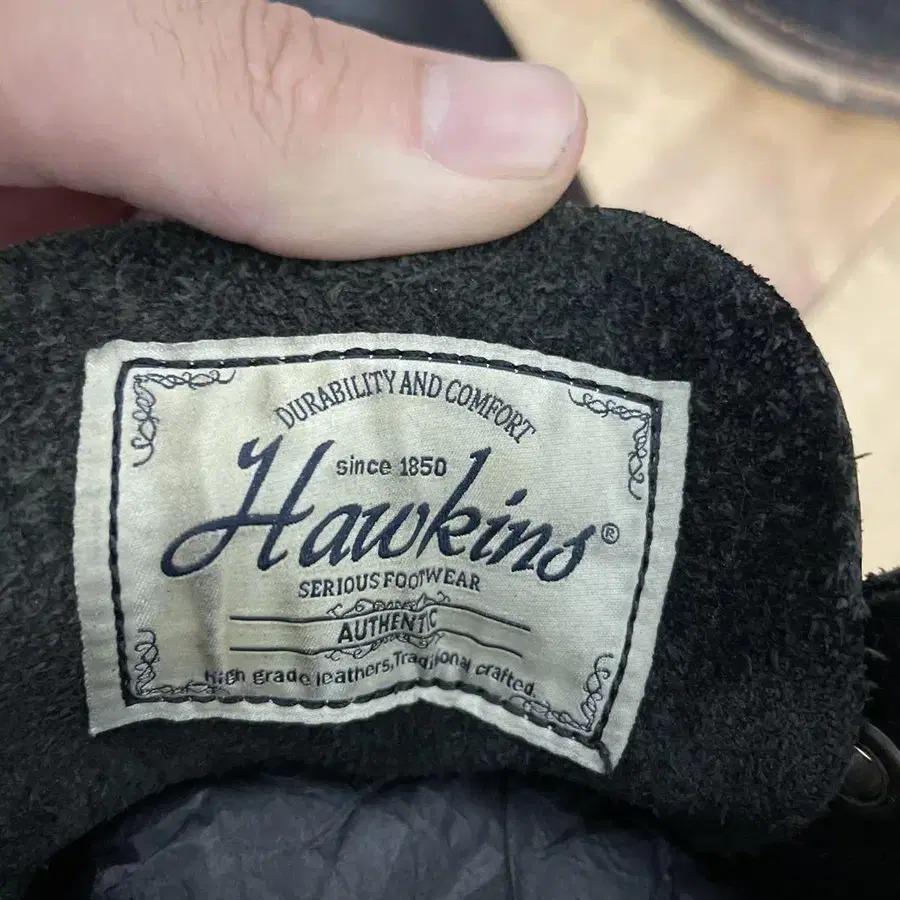 DURABILITY AND COMFORT
since 1850
Hawkins®
SERIOUS FOOTWEAR
AUTHENTIC
High grade leathers, Traditional crafted.